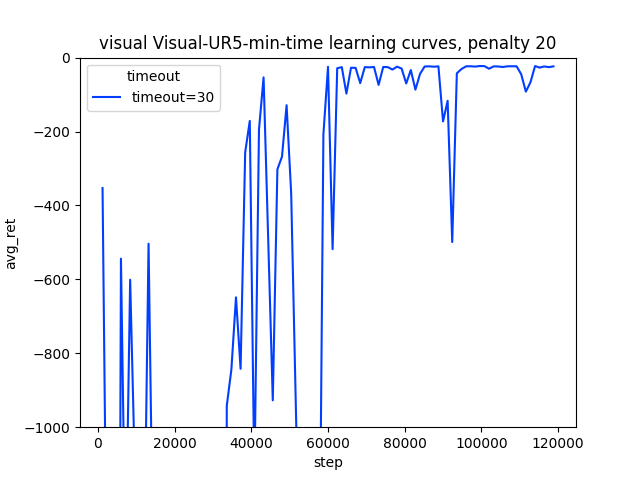 visual Visual-UR5-min-time learning curves, penalty 20
timeout
timeout=30
avg_ret
0
−200
−400
−600
−800
−1000
0
20000
40000
60000
80000
100000
120000
step